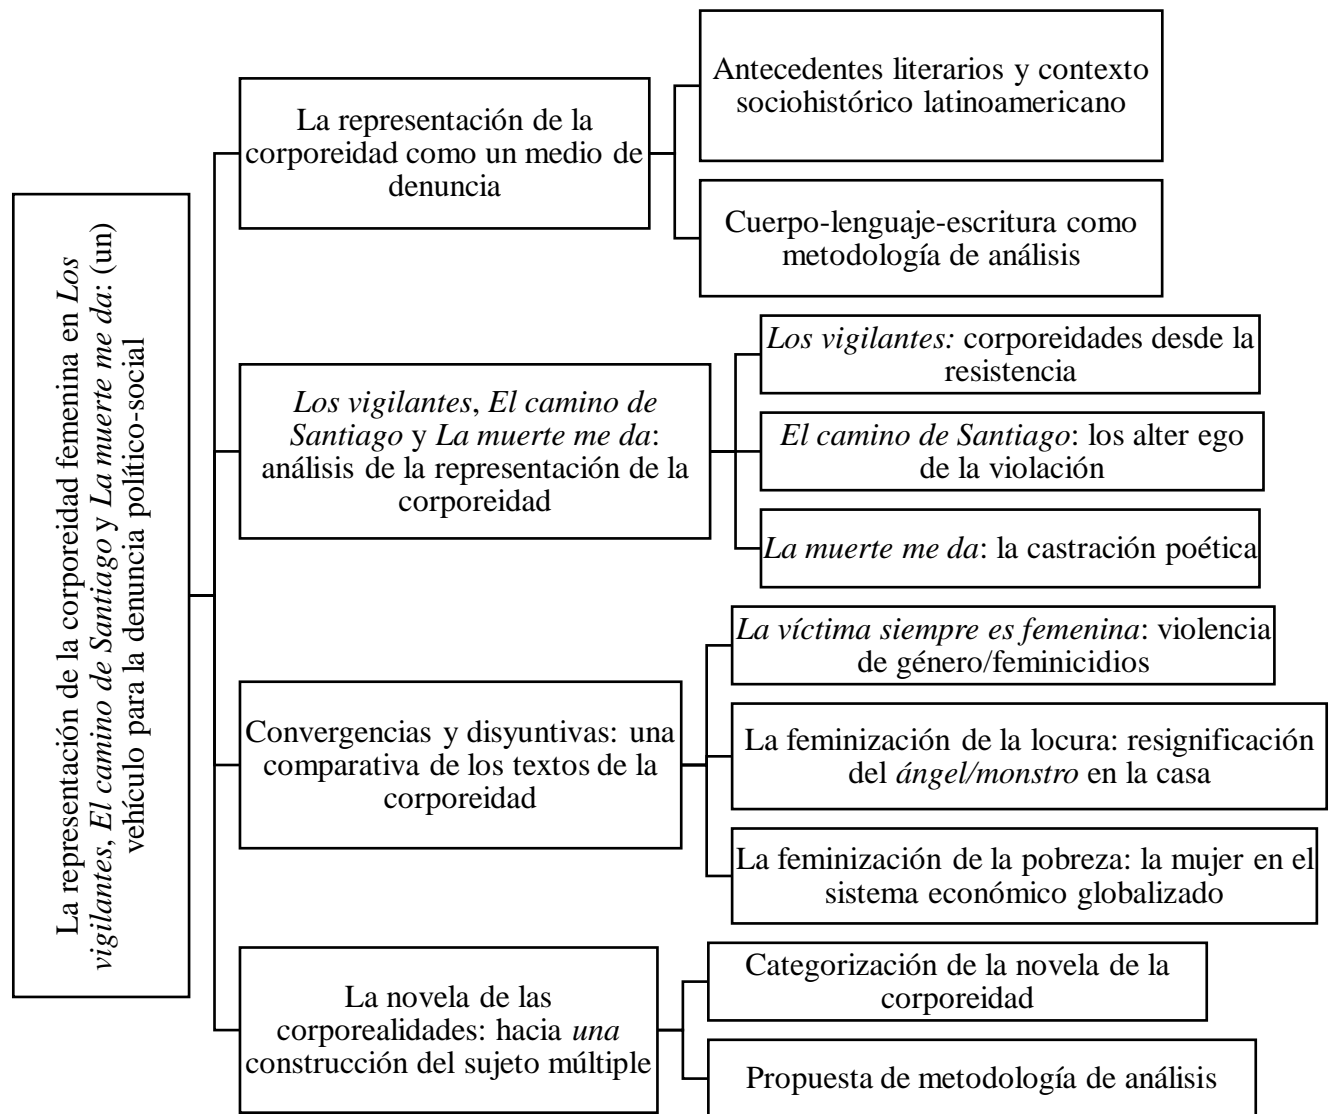 La representación de la corporeidad femenina en Los
vigilantes, El camino de Santiago y La muerte me da: (un)
vehículo para la denuncia político-social
La representación de la
corporeidad como un medio de
denuncia
Antecedentes literarios y contexto
sociohistórico latinoamericano
Cuerpo-lenguaje-escritura como
metodología de análisis
Los vigilantes, El camino de
Santiago y La muerte me da:
análisis de la representación de la
corporeidad
Los vigilantes: corporeidades desde la
resistencia
El camino de Santiago: los alter ego
de la violación
La muerte me da: la castración poética
Convergencias y disyuntivas: una
comparativa de los textos de la
corporeidad
La víctima siempre es femenina: violencia
de género/feminicidios
La feminización de la locura: resignificación
del ángel/monstro en la casa
La feminización de la pobreza: la mujer en el
sistema económico globalizado
La novela de las
corporealidades: hacia una
construcción del sujeto múltiple
Categorización de la novela de la
corporeidad
Propuesta de metodología de análisis